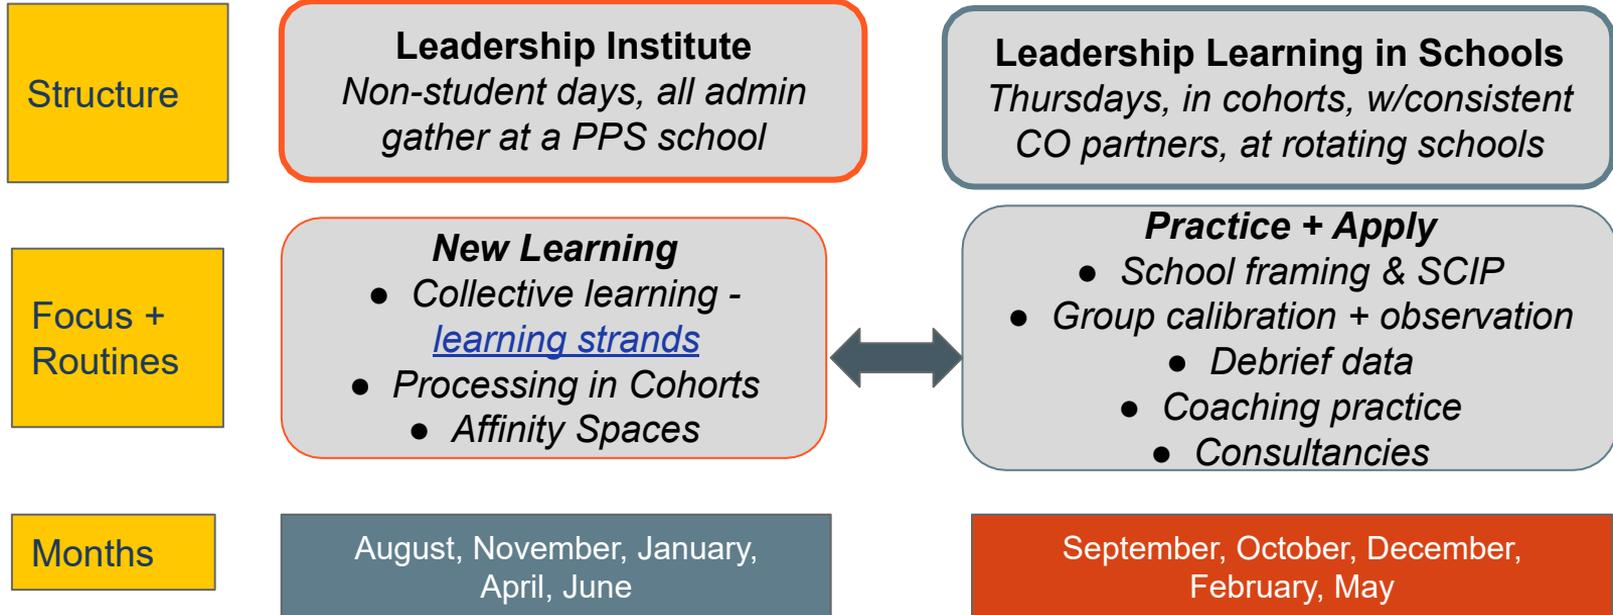 Structure
Leadership Institute
Non-student days, all admin
gather at a PPS school
Leadership Learning in Schools
Thursdays, in cohorts, w/consistent
CO partners, at rotating schools
Focus +
Routines
New Learning
● Collective learning -
learning strands
● Processing in Cohorts
● Affinity Spaces
Practice + Apply
● School framing & SCIP
● Group calibration + observation
● Debrief data
● Coaching practice
● Consultancies
Months
August, November, January,
April, June
September, October, December,
February, May